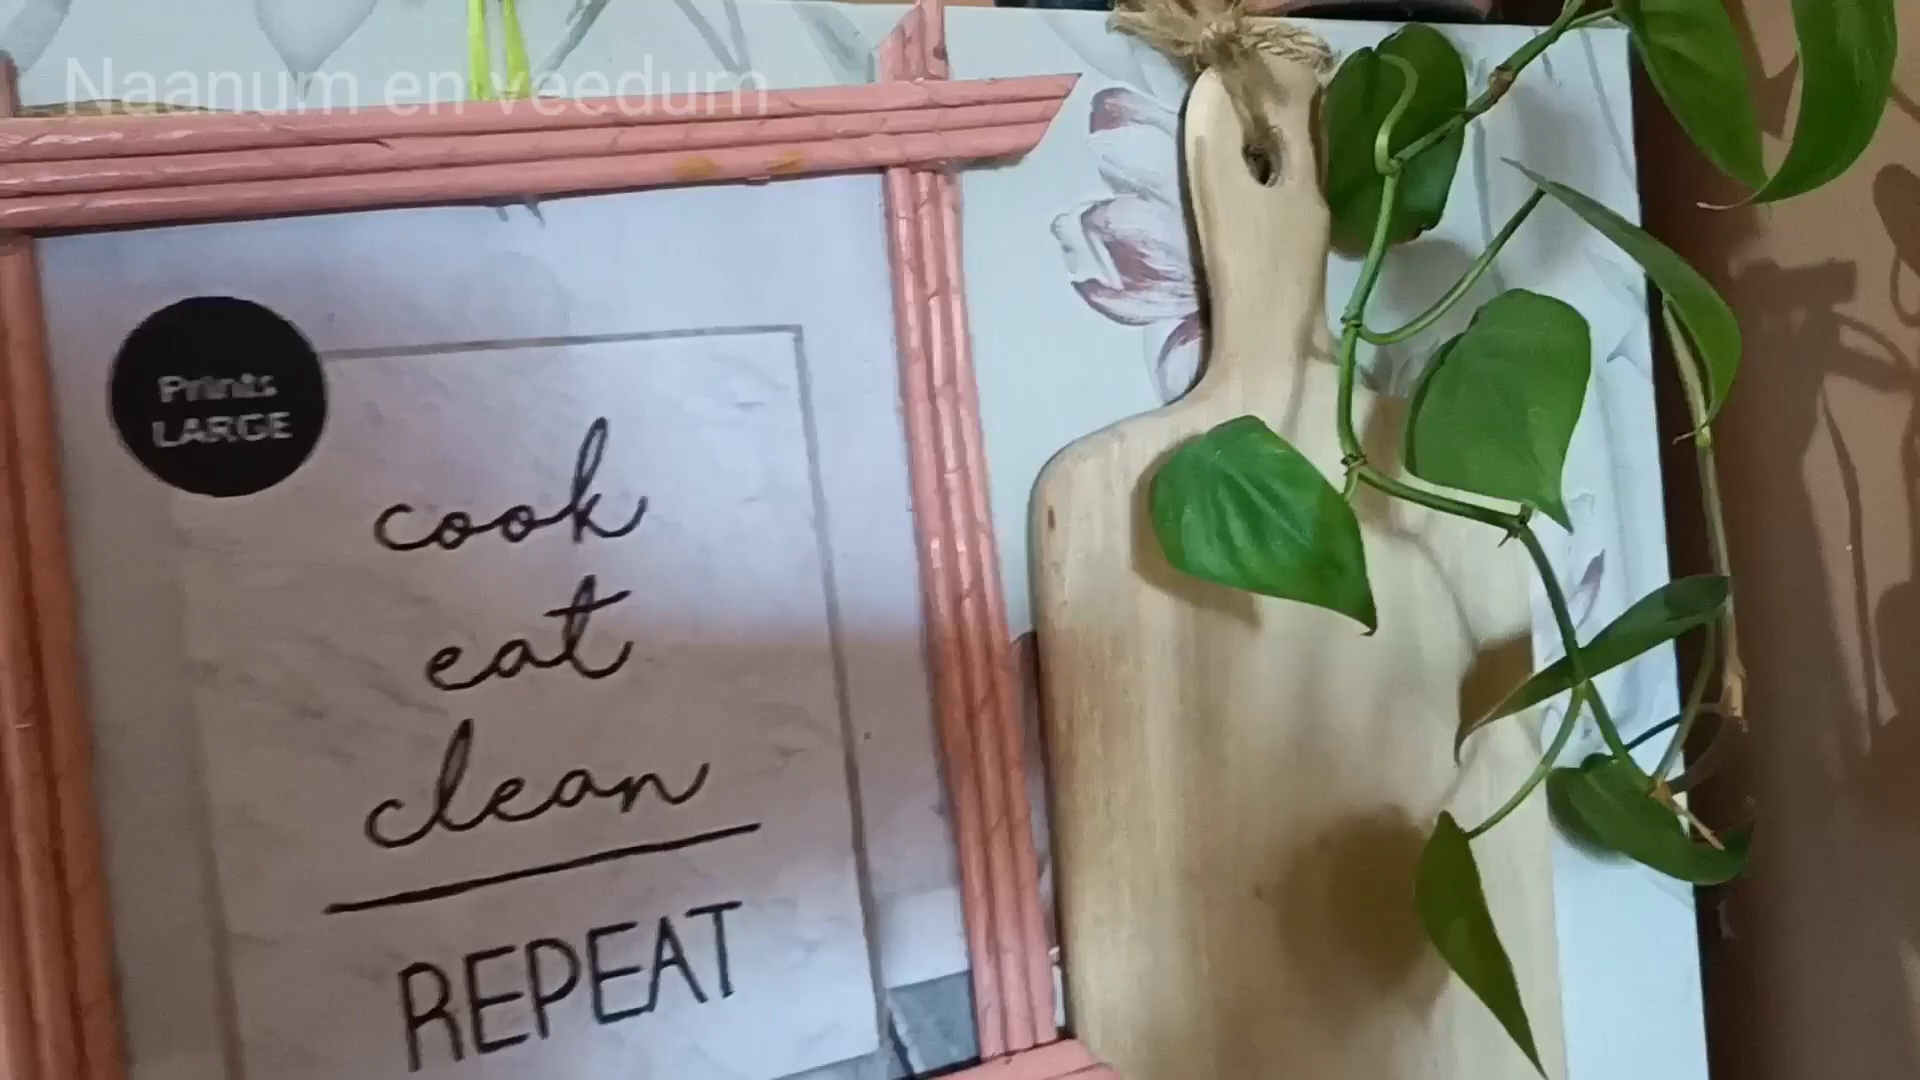 Naanum en veedum
Prints
LARGE
cook
eat
clean
REPEAT